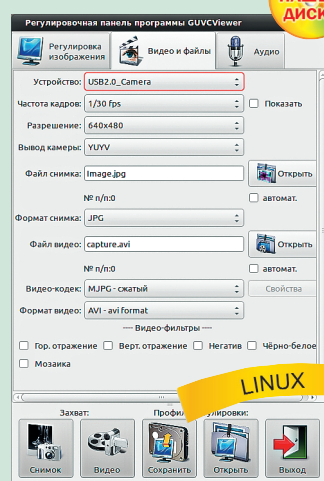 ДИСК
Регулировочная панель программы GUVCViewer
Регулировка изображения
Видео и файлы
Аудио
Устройство: USB2.0_Camera
Частота кадров: 1/30 fps
Показать
Разрешение: 640x480
Вывод камеры: YUYV
Файл снимка: Image.jpg
Открыть
№ п/п:0
автомат.
Формат снимка: JPG
Файл видео: capture.avi
Открыть
№ п/п:0
автомат.
Видео-кодек: MJPG - сжатый
Свойства
Формат видео: AVI - avi format
Видео-фильтры
Гор. отражение Верт. отражение Негатив Чёрно-белое
Мозаика
LINUX
Захват:
Снимок
Видео
Сохранить
Открыть
Выход